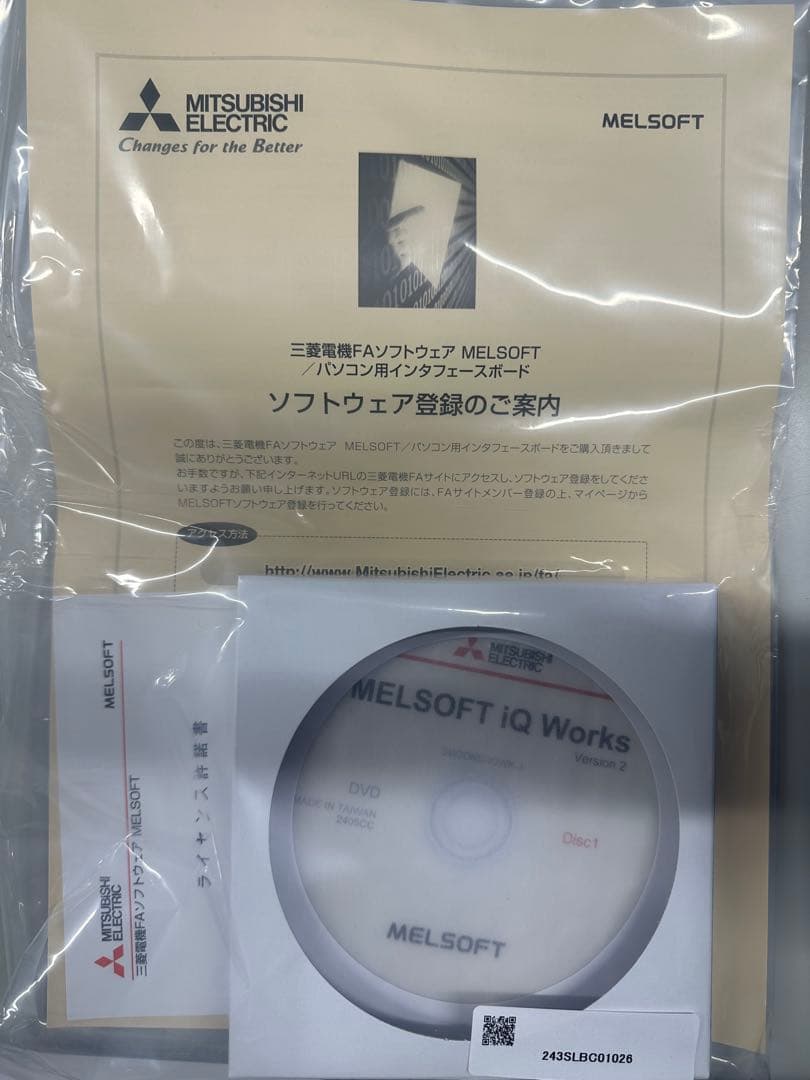 MITSUBISHI
ELECTRIC
Changes for the Better
MELSOFT
三菱電機FAソフトウェア MELSOFT
／パソコン用インタフェースボード
ソフトウェア登録のご案内
この度は、三菱電機FAソフトウェア MELSOFT／パソコン用インタフェースボードをご購入頂きまして
誠にありがとうございます。
お手数ですが、下記インターネットURLの三菱電機FAサイトにアクセスし、ソフトウェア登録をしてくださ
いますようお願い申し上げます。ソフトウェア登録には、FAサイトメンバー登録の上、マイページから
MELSOFTソフトウェア登録を行ってください。
アクセス方法
http://www.MitsubishiElectric.co.jp/fa/
MELSOFT
ライセンス許諾書
三菱電機FAソフトウェア MELSOFT
MITSUBISHI
ELECTRIC
MITSUBISHI
ELECTRIC
MELSOFT iQ Works
Version 2
DVD
MADE IN TAIWAN
2405CC
Disc1
MELSOFT
243SLBC01026